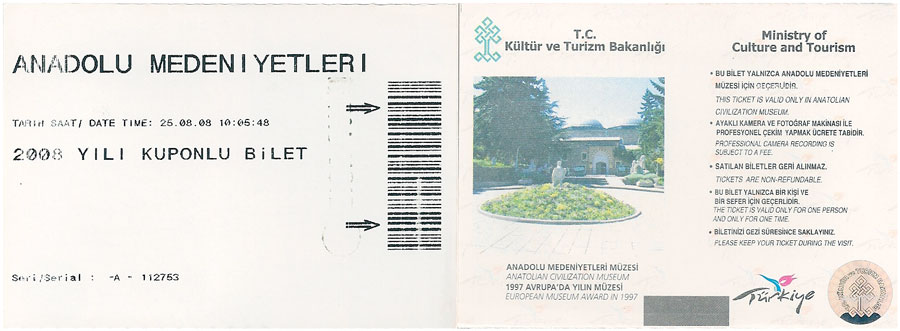 ANADOLU MEDENIYETLERI
TARIH SAAT/ DATE TIME: 25.08.08 10:05:48
2008 YILI KUPONLU BİLET
Seri/Serial : -A - 112753
T.C.
Kültür ve Turizm Bakanlığı
ANADOLU MEDENİYETLERİ MÜZESİ
ANATOLIAN CIVILIZATION MUSEUM
1997 AVRUPA'DA YILIN MÜZESİ
EUROPEAN MUSEUM AWARD IN 1997
Ministry of
Culture and Tourism
• BU BİLET YALNIZCA ANADOLU MEDENİYETLERİ
MÜZESİ İÇİN GEÇERLİDİR.
THIS TICKET IS VALID ONLY IN ANATOLIAN
CIVILIZATION MUSEUM.
• AYAKLI KAMERA VE FOTOĞRAF MAKİNASI İLE
PROFESYONEL ÇEKİM YAPMAK ÜCRETE TABİDİR.
PROFESSIONAL CAMERA RECORDING IS
SUBJECT TO A FEE.
• SATILAN BİLETLER GERİ ALINMAZ.
TICKETS ARE NON-REFUNDABLE.
• BU BİLET YALNIZCA BİR KİŞİ VE
BİR SEFER İÇİN GEÇERLİDİR.
THE TICKET IS VALID ONLY FOR ONE PERSON
AND ONLY FOR ONE TIME.
• BİLETİNİZİ GEZİ SÜRESİNCE SAKLAYINIZ.
PLEASE KEEP YOUR TICKET DURING THE VISIT.
Türkiye